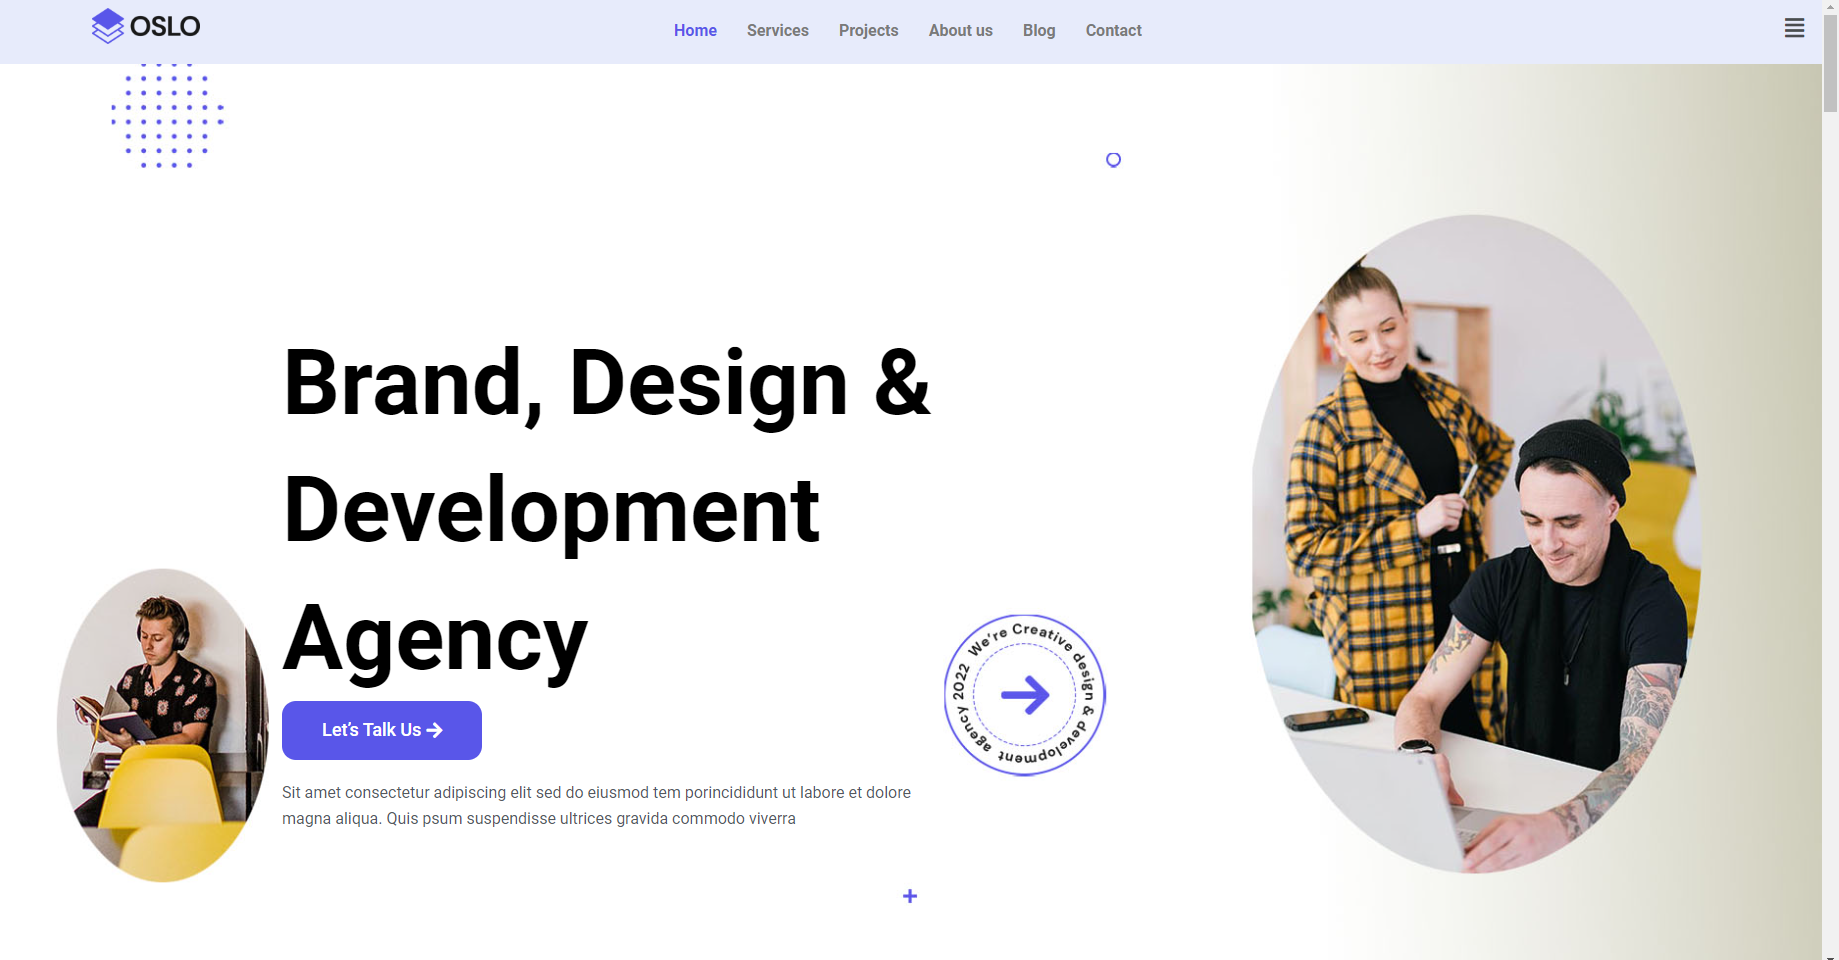 OSLO
Home Services Projects About us Blog Contact
Brand, Design &
Development
Agency
We're Creative design & development agency 2022
Let's Talk Us
Sit amet consectetur adipiscing elit sed do eiusmod tem porincididunt ut labore et dolore
magna aliqua. Quis psum suspendisse ultrices gravida commodo viverra